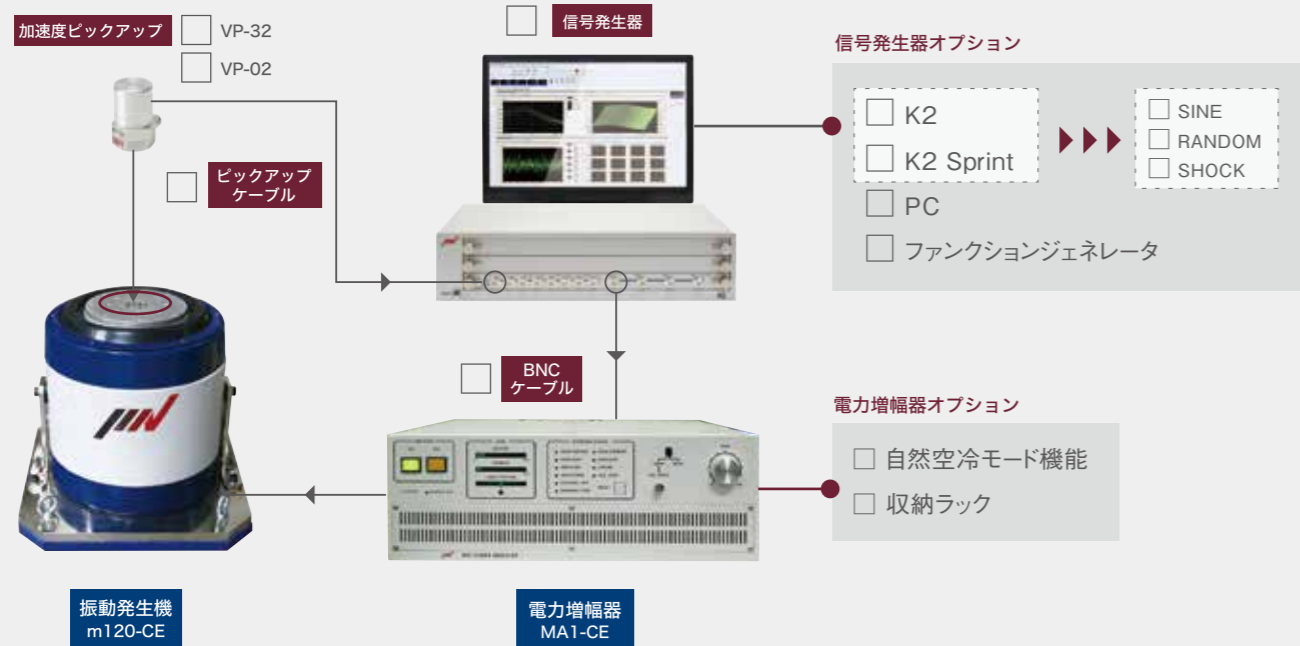 加速度ピックアップ
VP-32
VP-02
信号発生器
ピックアップ
ケーブル
信号発生器オプション
K2
K2 Sprint
PC
ファンクションジェネレータ
SINE
RANDOM
SHOCK
BNC
ケーブル
電力増幅器オプション
自然空冷モード機能
収納ラック
振動発生機
m120-CE
電力増幅器
MA1-CE